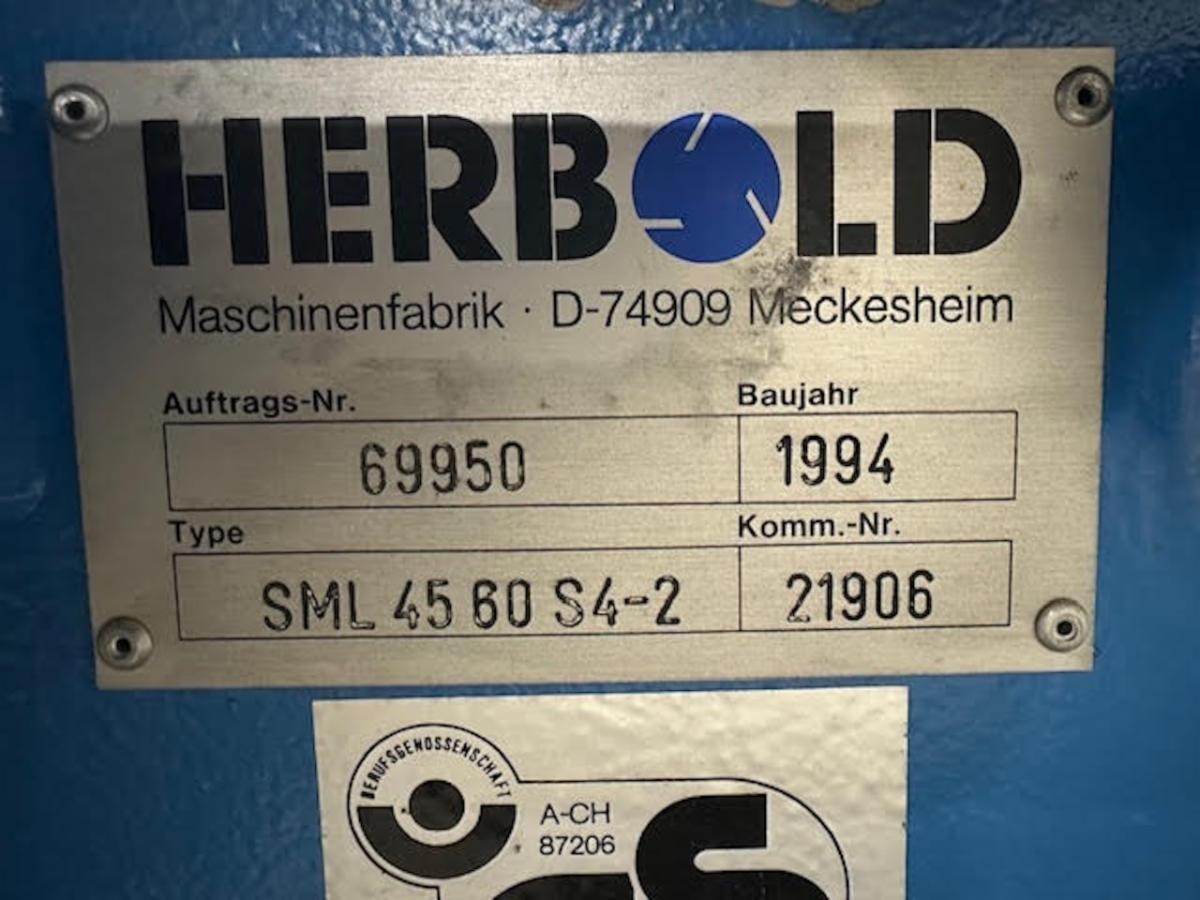 HERBOLD
Maschinenfabrik · D-74909 Meckesheim
Auftrags-Nr. Baujahr
69950 1994
Type Komm.-Nr.
SML 45 60 S4-2 21906
BERUFSGENOSSENSCHAFT
A-CH
87206